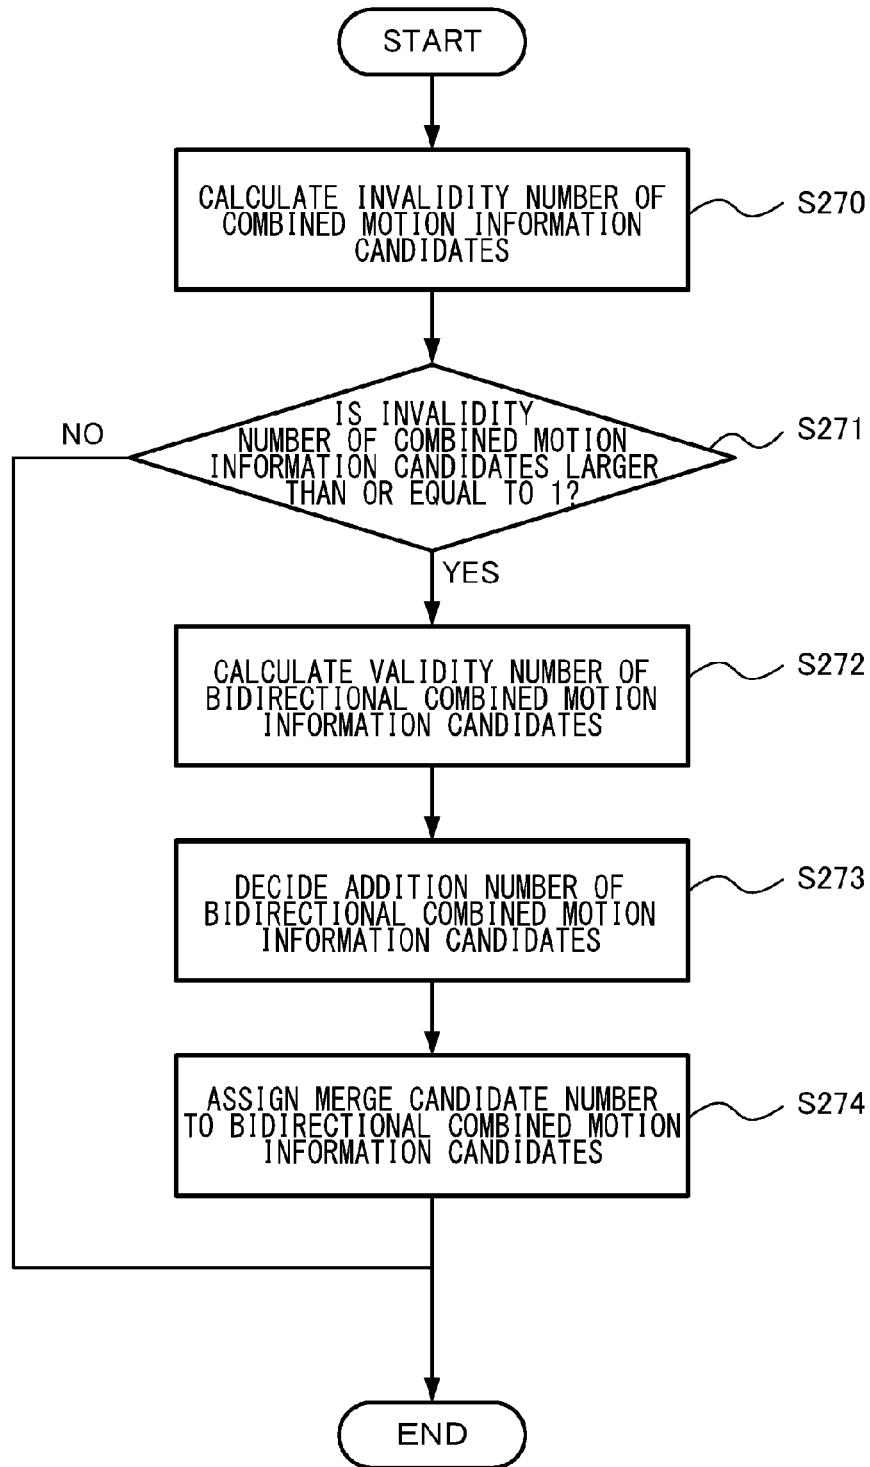 START
CALCULATE INVALIDITY NUMBER OF
COMBINED MOTION INFORMATION
CANDIDATES
S270
IS INVALIDITY
NUMBER OF COMBINED MOTION
INFORMATION CANDIDATES LARGER
THAN OR EQUAL TO 1?
S271
NO
YES
CALCULATE VALIDITY NUMBER OF
BIDIRECTIONAL COMBINED MOTION
INFORMATION CANDIDATES
S272
DECIDE ADDITION NUMBER OF
BIDIRECTIONAL COMBINED MOTION
INFORMATION CANDIDATES
S273
ASSIGN MERGE CANDIDATE NUMBER
TO BIDIRECTIONAL COMBINED MOTION
INFORMATION CANDIDATES
S274
END